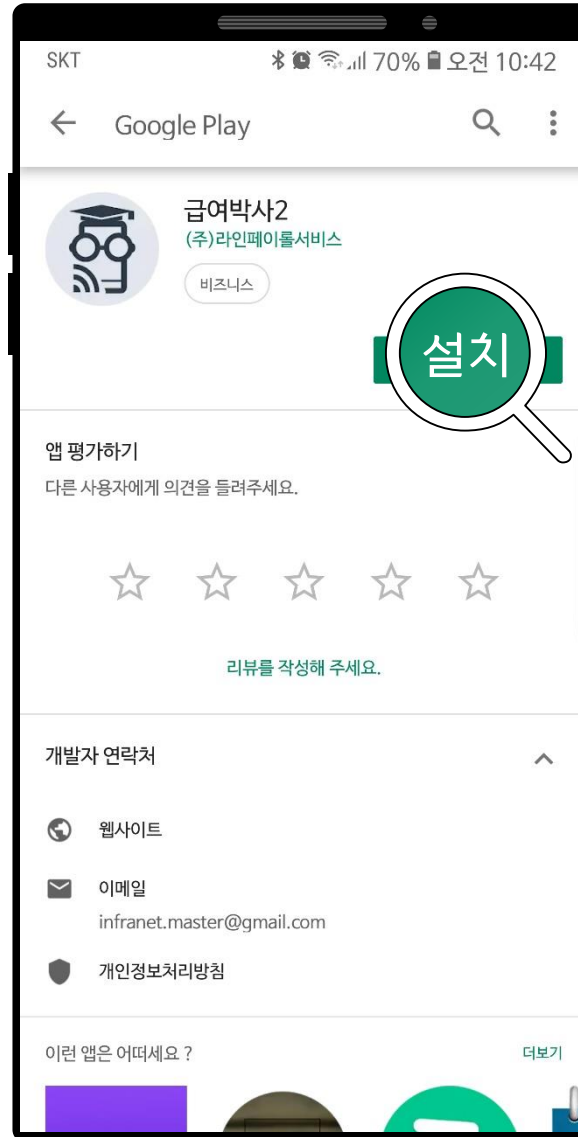 SKT 70% 오전 10:42
Google Play
급여박사2
(주)라인페이롤서비스
비즈니스
설치
앱 평가하기
다른 사용자에게 의견을 들려주세요.
리뷰를 작성해 주세요.
개발자 연락처
웹사이트
이메일
infranet.master@gmail.com
개인정보처리방침
이런 앱은 어떠세요 ? 더보기